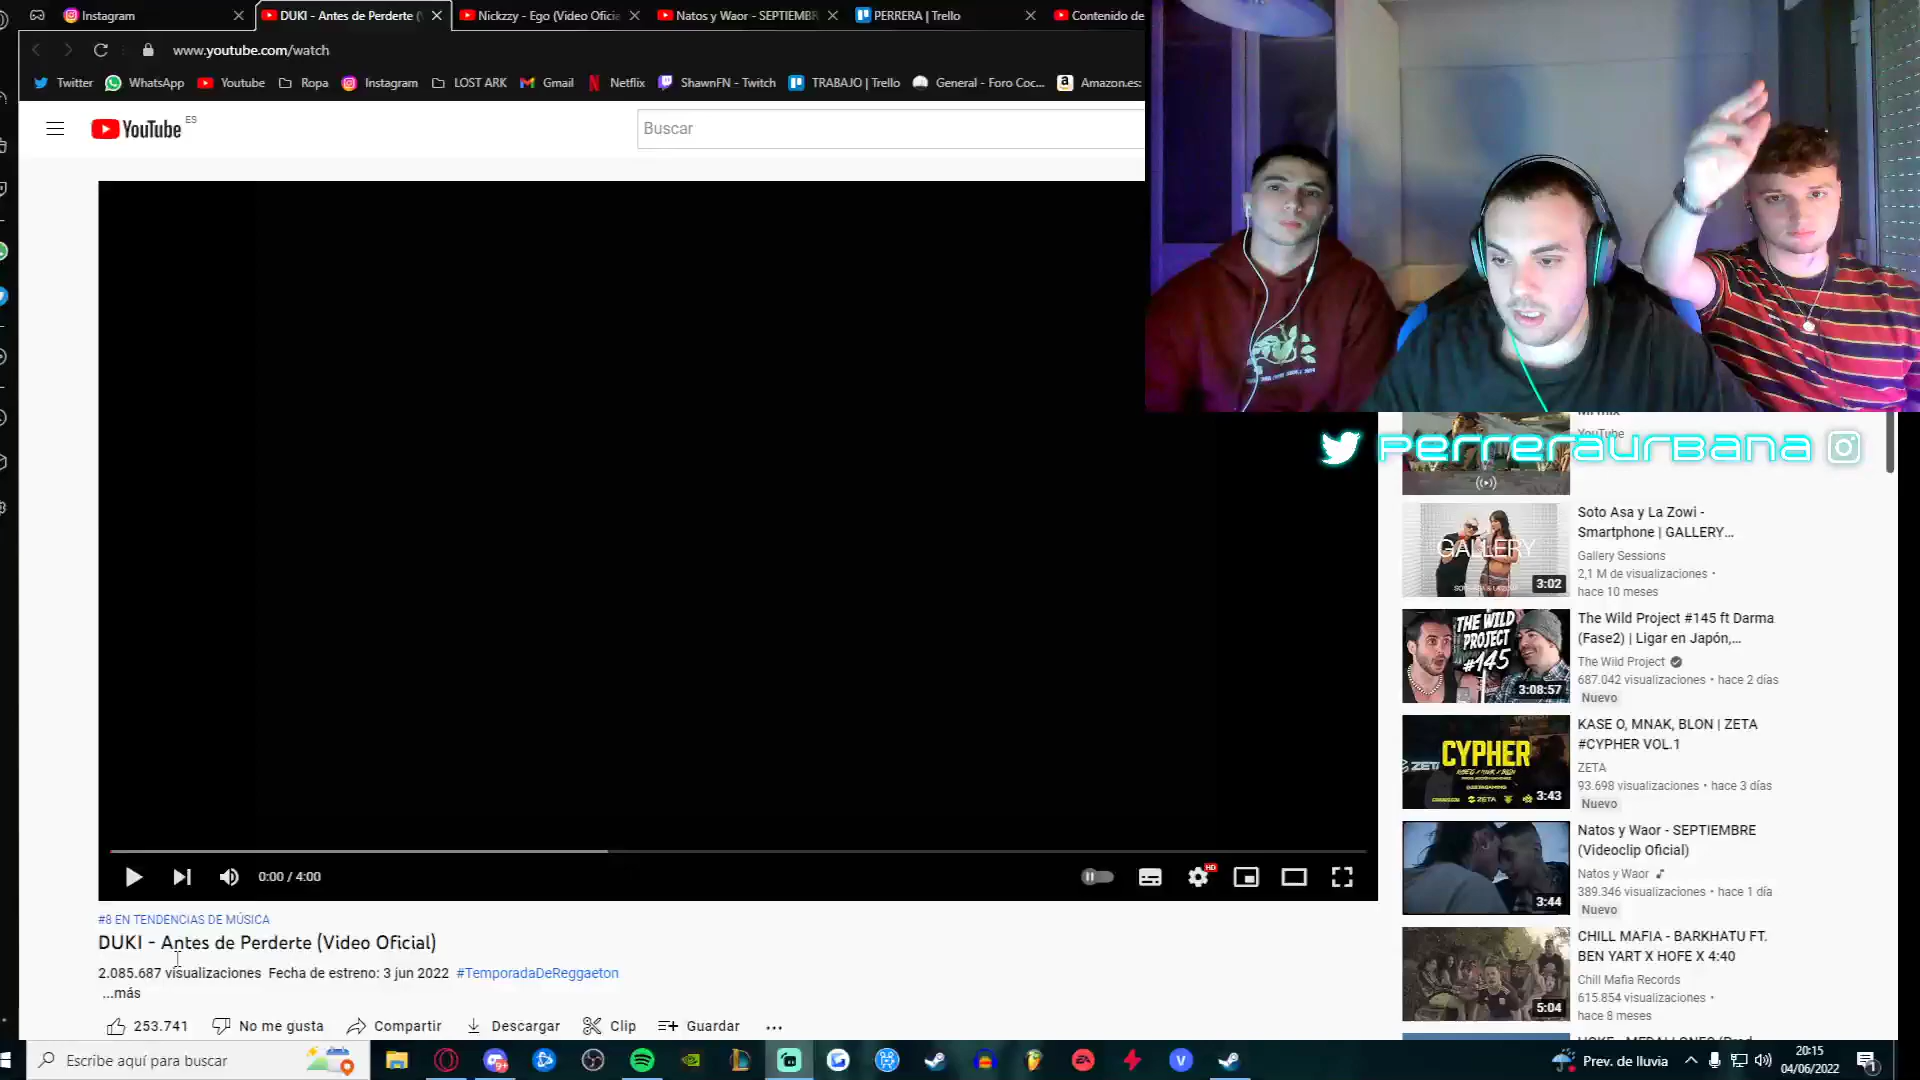 Instagram
DUKI - Antes de Perderte (
Nickzzy - Ego (Video Oficia
Natos y Waor - SEPTIEMBR
PERRERA | Trello
Contenido de
www.youtube.com/watch
Twitter
WhatsApp
Youtube
Ropa
Instagram
LOST ARK
Gmail
Netflix
ShawnFN - Twitch
TRABAJO | Trello
General - Foro Coc...
Amazon.es:
YouTube ES
Buscar
YouTube
perreraurbana
GALLERY
3:02
Soto Asa y La Zowi -
Smartphone | GALLERY...
Gallery Sessions
2,1 M de visualizaciones •
hace 10 meses
THE WILD
PROJECT
#145
3:08:57
The Wild Project #145 ft Darma
(Fase2) | Ligar en Japón,...
The Wild Project
687.042 visualizaciones • hace 2 días
Nuevo
ZETA
CYPHER
ZETA
3:43
KASE O, MNAK, BLON | ZETA
#CYPHER VOL.1
ZETA
93.698 visualizaciones • hace 3 días
Nuevo
3:44
Natos y Waor - SEPTIEMBRE
(Videoclip Oficial)
Natos y Waor
389.346 visualizaciones • hace 1 día
Nuevo
5:04
CHILL MAFIA - BARKHATU FT.
BEN YART X HOFE X 4:40
Chill Mafia Records
615.854 visualizaciones •
hace 8 meses
0:00 / 4:00
HD
#8 EN TENDENCIAS DE MÚSICA
DUKI - Antes de Perderte (Video Oficial)
2.085.687 visualizaciones Fecha de estreno: 3 jun 2022 #TemporadaDeReggaeton
...más
253.741
No me gusta
Compartir
Descargar
Clip
Guardar
Escribe aquí para buscar
Prev. de lluvia
20:15
04/06/2022